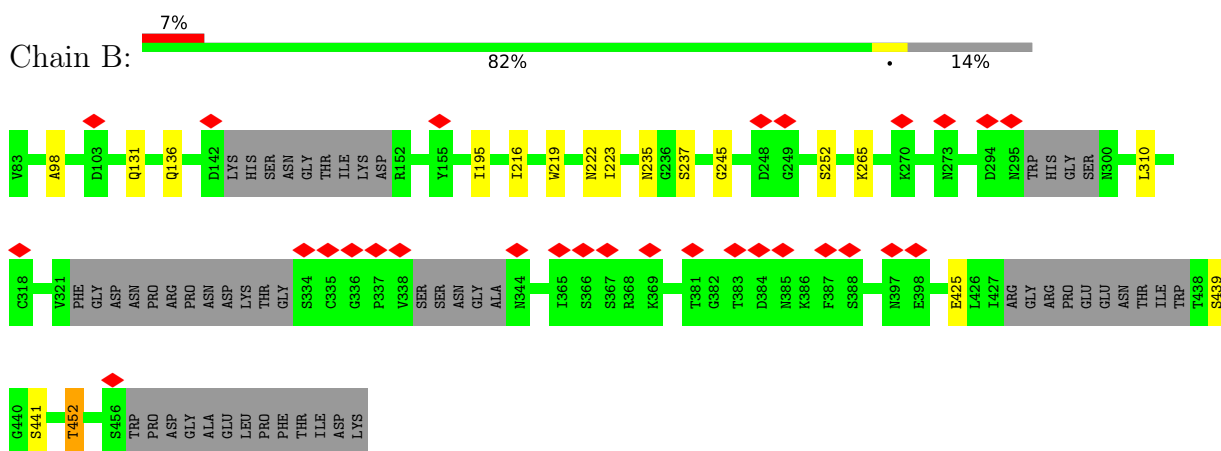 7%
Chain B:
82% • 14%
V83 A98 D103 Q131 Q136 D142 LYS HIS SER ASN GLY THR ILE LYS ASP R152 Y155 I195 I216 W219 N222 I223 N235 G236 S237 G245 D248 G249 S252 K265 K270 N273 D294 N295 TRP HIS GLY SER N300 L310
C318 V321 PHE GLY ASP ASN PRO ARG PRO ASN ASP LYS THR GLY S334 C335 G336 P337 V338 SER SER ASN GLY ALA N344 I365 S366 S367 R368 K369 T381 G382 T383 D384 N385 K386 F387 S388 N397 E398 E425 L426 I427 ARG GLY ARG PRO GLU GLU ASN THR ILE TRP T438 S439
G440 S441 T452 S456 TRP PRO ASP GLY ALA GLU LEU PRO PHE THR ILE ASP LYS